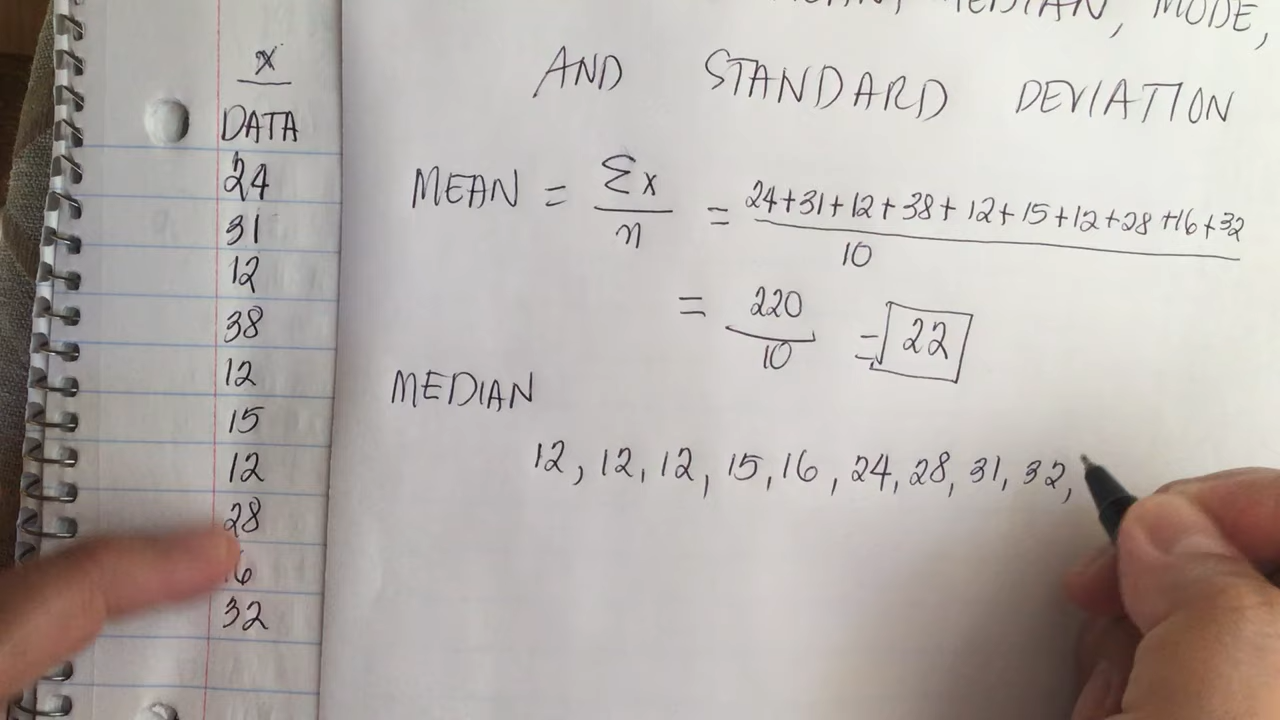 x
DATA
24
31
12
38
12
15
12
28
32
MEDIAN, MODE,
AND STANDARD DEVIATION
MEAN = Σx / n = 24+31+12+38+12+15+12+28+16+32 / 10
= 220 / 10 = 22
MEDIAN
12, 12, 12, 15, 16, 24, 28, 31, 32,